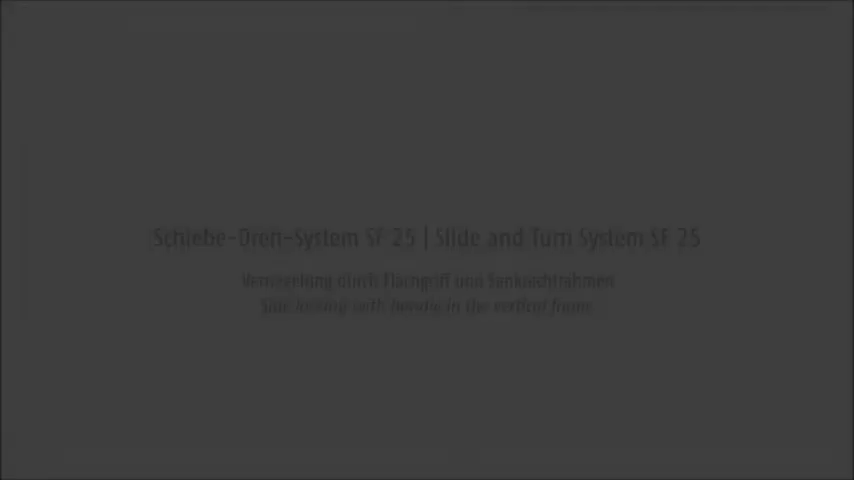 Schiebe-Dreh-System SF 25 | Slide and Turn System SF 25
Verriegelung durch Flachgriff und Senkrechtrahmen
with in the vertical frame